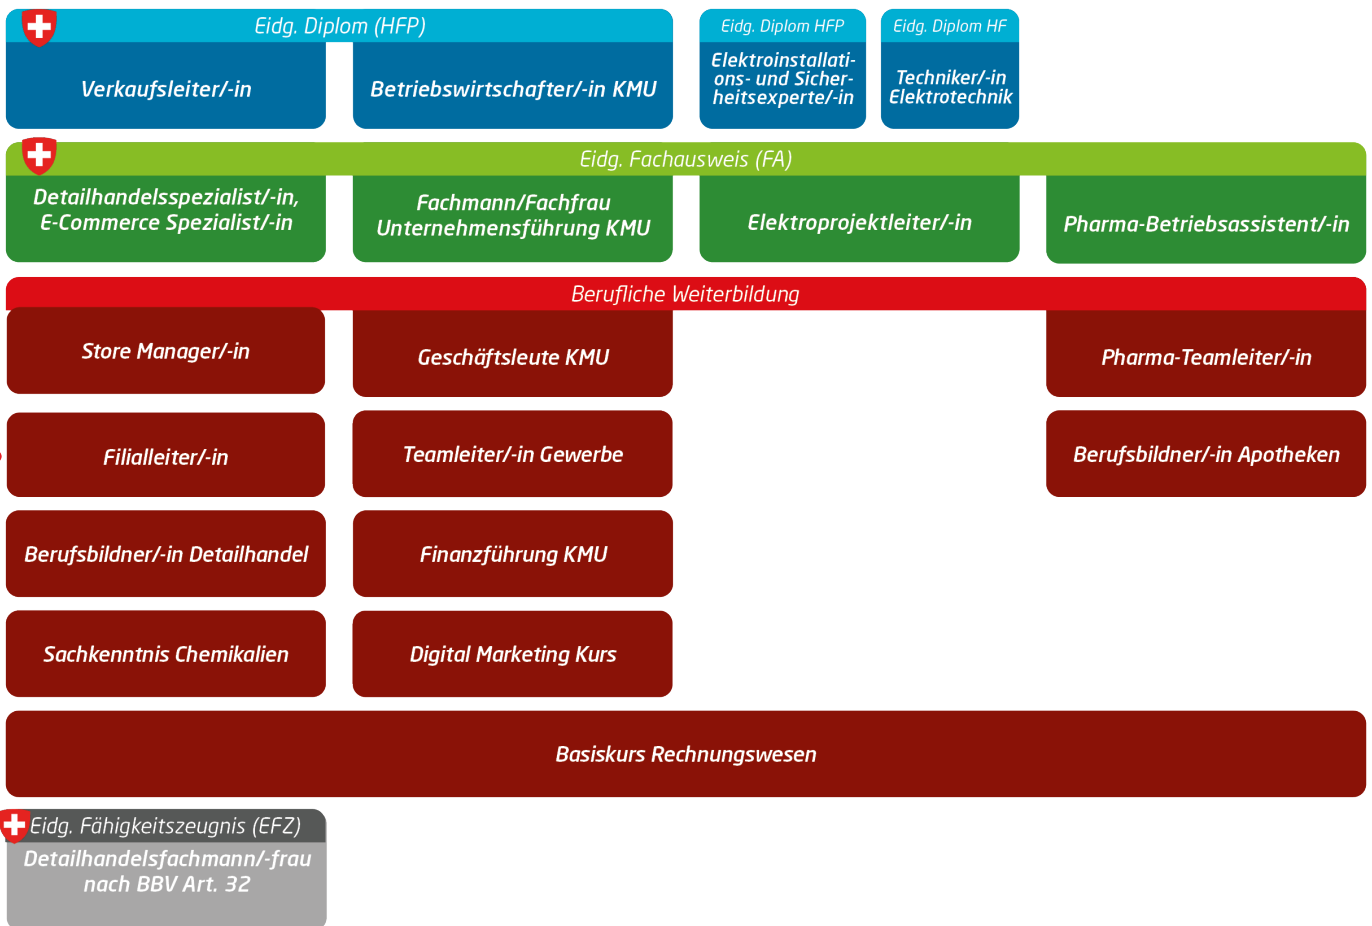 Eidg. Diplom (HFP)
Verkaufsleiter/-in
Betriebswirtschafter/-in KMU
Eidg. Diplom HFP
Elektroinstallati-
ons- und Sicher-
heitsexperte/-in
Eidg. Diplom HF
Techniker/-in
Elektrotechnik
Eidg. Fachausweis (FA)
Detailhandelsspezialist/-in,
E-Commerce Spezialist/-in
Fachmann/Fachfrau
Unternehmensführung KMU
Elektroprojektleiter/-in
Pharma-Betriebsassistent/-in
Berufliche Weiterbildung
Store Manager/-in
Geschäftsleute KMU
Pharma-Teamleiter/-in
Filialleiter/-in
Teamleiter/-in Gewerbe
Berufsbildner/-in Apotheken
Berufsbildner/-in Detailhandel
Finanzführung KMU
Sachkenntnis Chemikalien
Digital Marketing Kurs
Basiskurs Rechnungswesen
Eidg. Fähigkeitszeugnis (EFZ)
Detailhandelsfachmann/-frau
nach BBV Art. 32